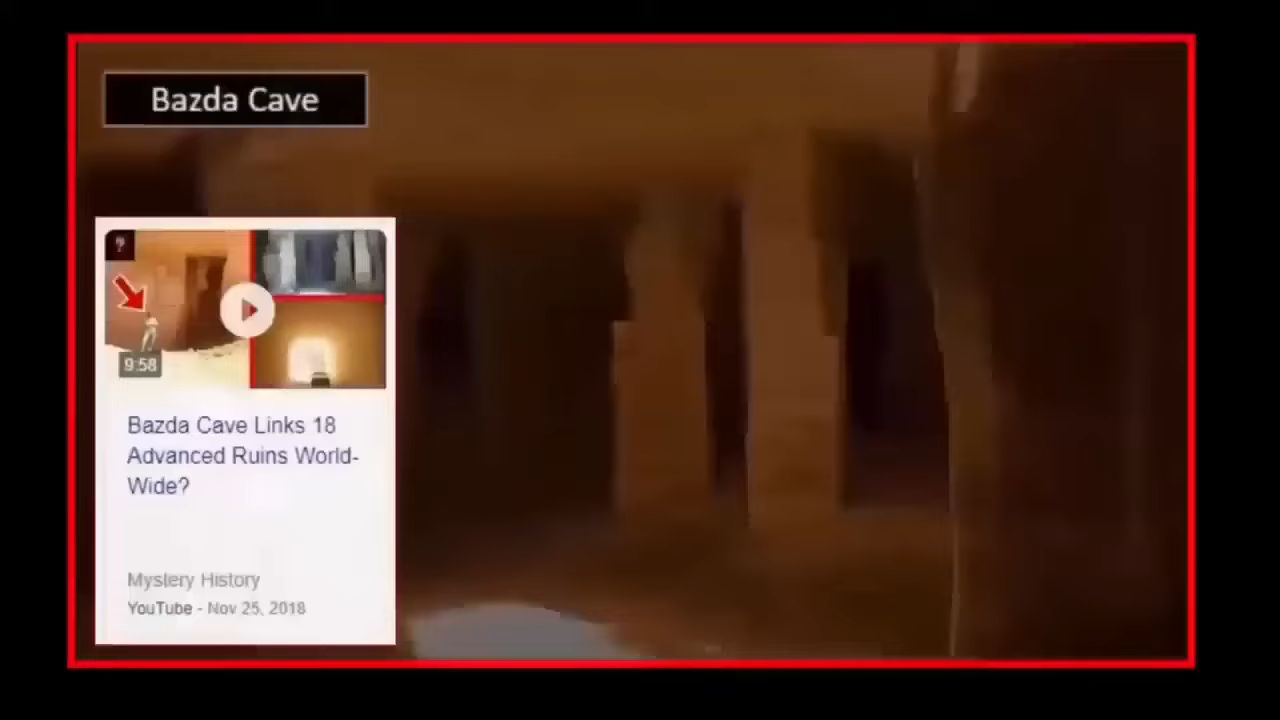 Bazda Cave
?
9:58
Bazda Cave Links 18
Advanced Ruins World-
Wide?
Mystery History
YouTube - Nov 25, 2018